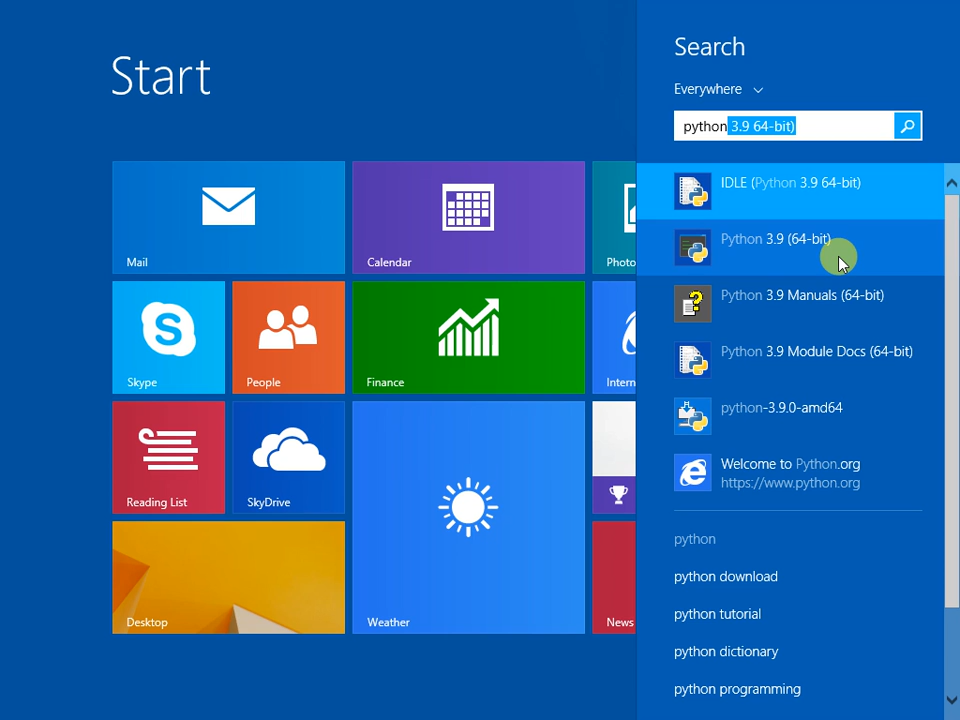 Start
Search
Everywhere
python 3.9 64-bit)
IDLE (Python 3.9 64-bit)
Python 3.9 (64-bit)
Python 3.9 Manuals (64-bit)
Python 3.9 Module Docs (64-bit)
python-3.9.0-amd64
Welcome to Python.org
https://www.python.org
python
python download
python tutorial
python dictionary
python programming
Mail
Calendar
Photo
Skype
People
Finance
Intern
Reading List
SkyDrive
Desktop
Weather
News